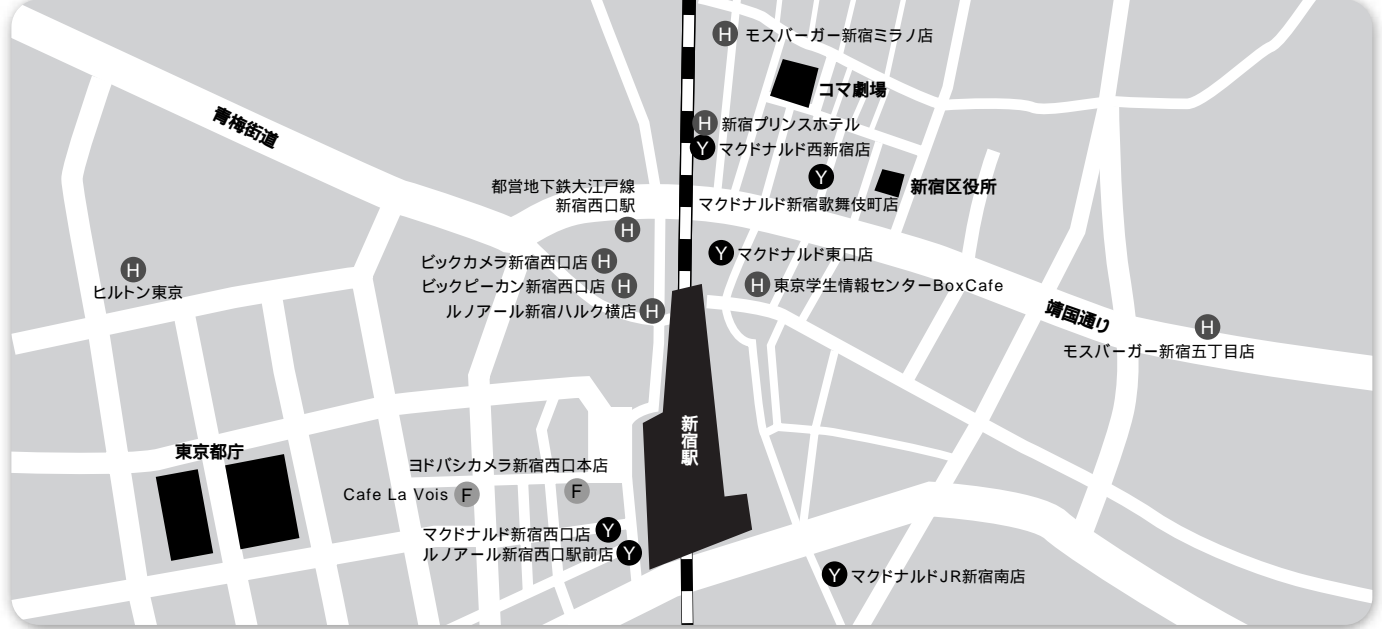 H モスバーガー新宿ミラノ店
コマ劇場
青梅街道
H 新宿プリンスホテル
Y マクドナルド西新宿店
Y
新宿区役所
マクドナルド新宿歌舞伎町店
都営地下鉄大江戸線
新宿西口駅
H
Y マクドナルド東口店
ビックカメラ新宿西口店 H
H
ヒルトン東京
ビックピーカン新宿西口店 H
H 東京学生情報センターBoxCafe
ルノアール新宿ハルク横店 H
靖国通り
H
モスバーガー新宿五丁目店
新宿駅
東京都庁
ヨドバシカメラ新宿西口本店
F
Cafe La Vois F
マクドナルド新宿西口店 Y
ルノアール新宿西口駅前店 Y
Y マクドナルドJR新宿南店